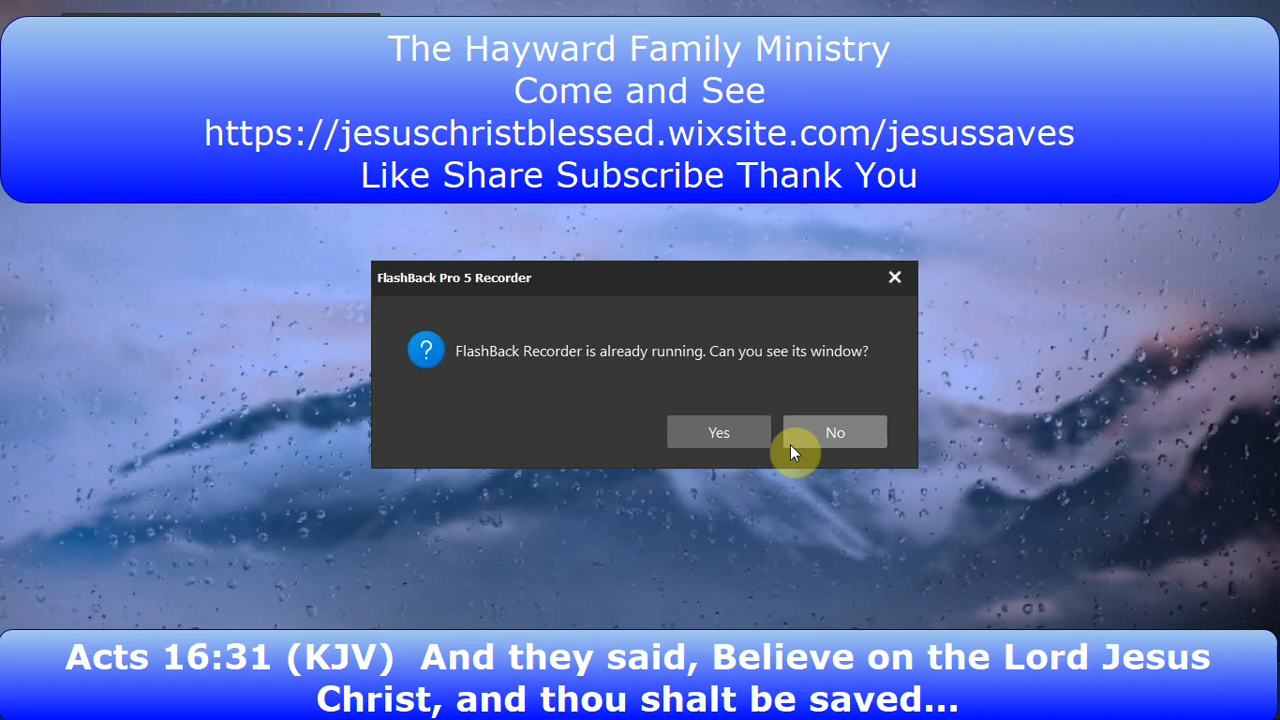 The Hayward Family Ministry
Come and See
https://jesuschristblessed.wixsite.com/jesussaves
Like Share Subscribe Thank You
FlashBack Pro 5 Recorder
?
FlashBack Recorder is already running. Can you see its window?
Yes No
Acts 16:31 (KJV)  And they said, Believe on the Lord Jesus
Christ, and thou shalt be saved...